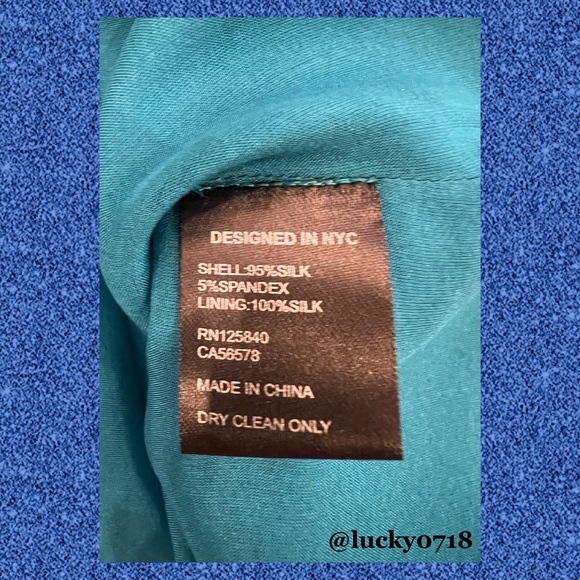 DESIGNED IN NYC
SHELL:95%SILK
5%SPANDEX
LINING:100%SILK
RN125840
CA56578
MADE IN CHINA
DRY CLEAN ONLY
@lucky0718